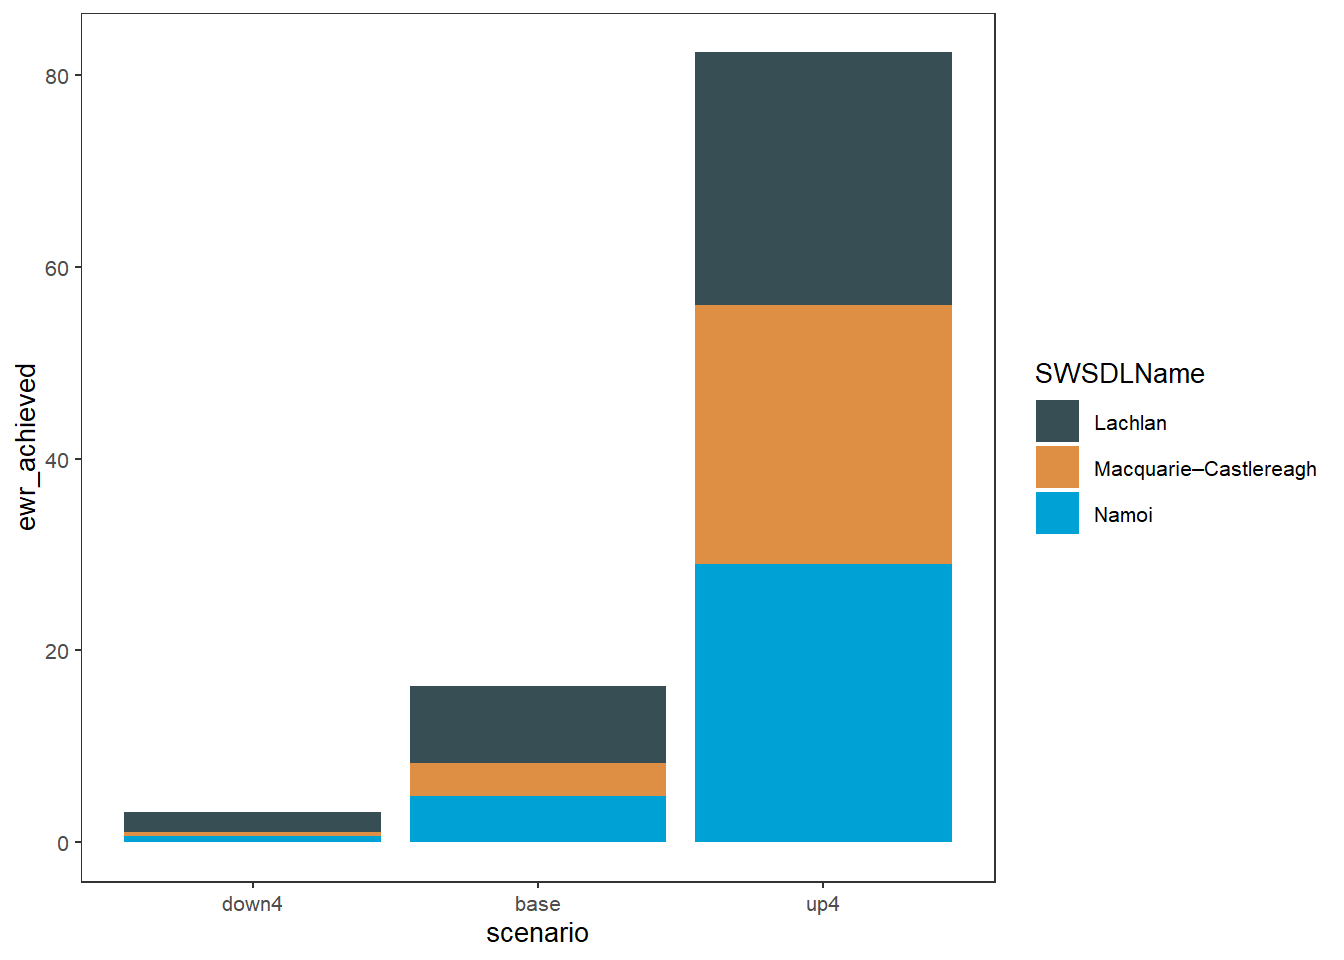 ewr_achieved
80
60
40
20
0
down4
base
up4
scenario
SWSDLName
Lachlan
Macquarie–Castlereagh
Namoi